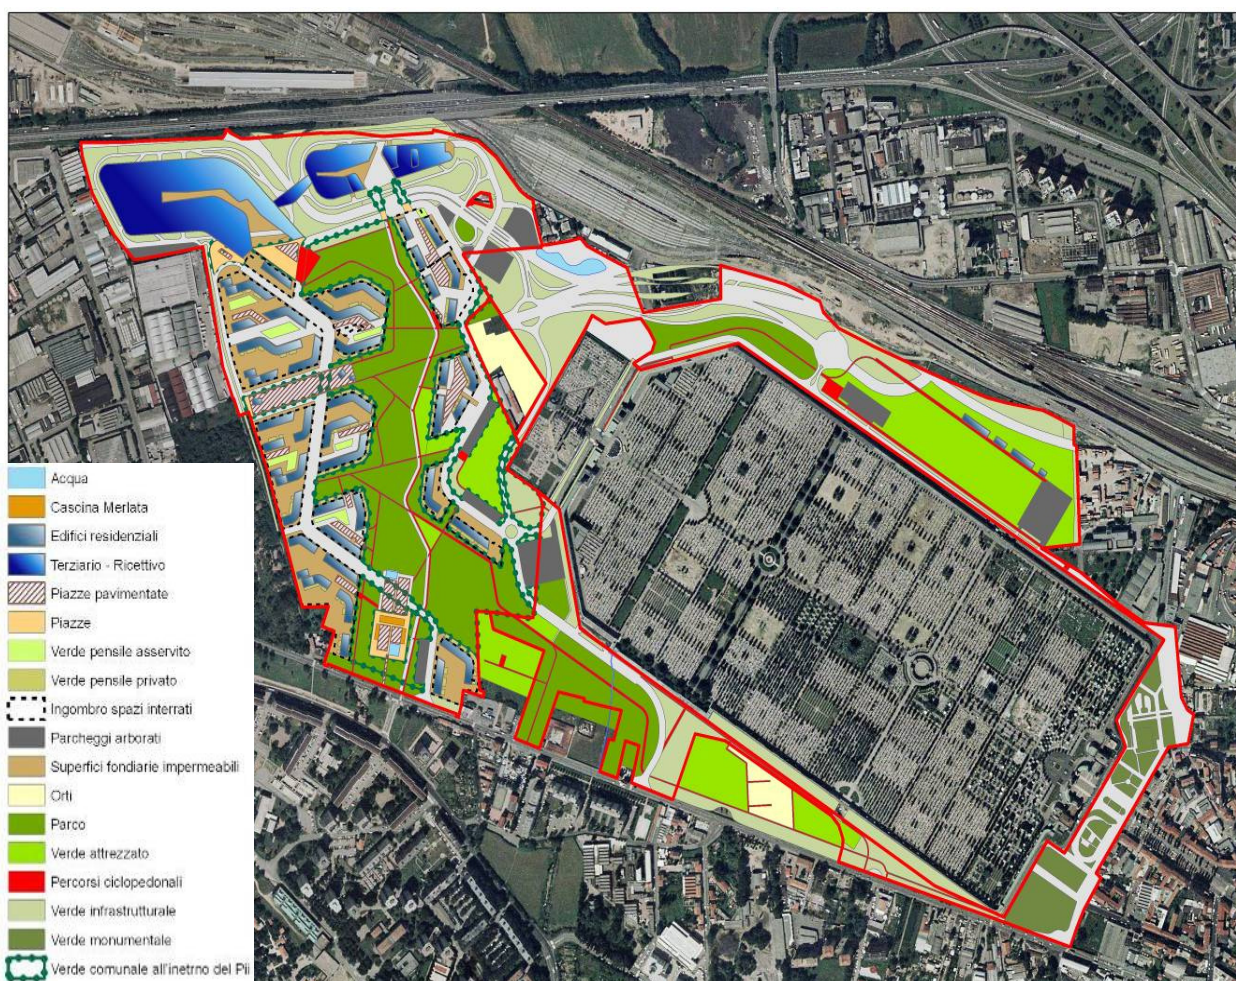 Acqua
Cascina Merlata
Edifici residenziali
Terziario - Ricettivo
Piazze pavimentate
Piazze
Verde pensile asservito
Verde pensile privato
Ingombro spazi interrati
Parcheggi arborati
Superfici fondiarie impermeabili
Orti
Parco
Verde attrezzato
Percorsi ciclopedonali
Verde infrastrutturale
Verde monumentale
Verde comunale all'inetrno del Pii